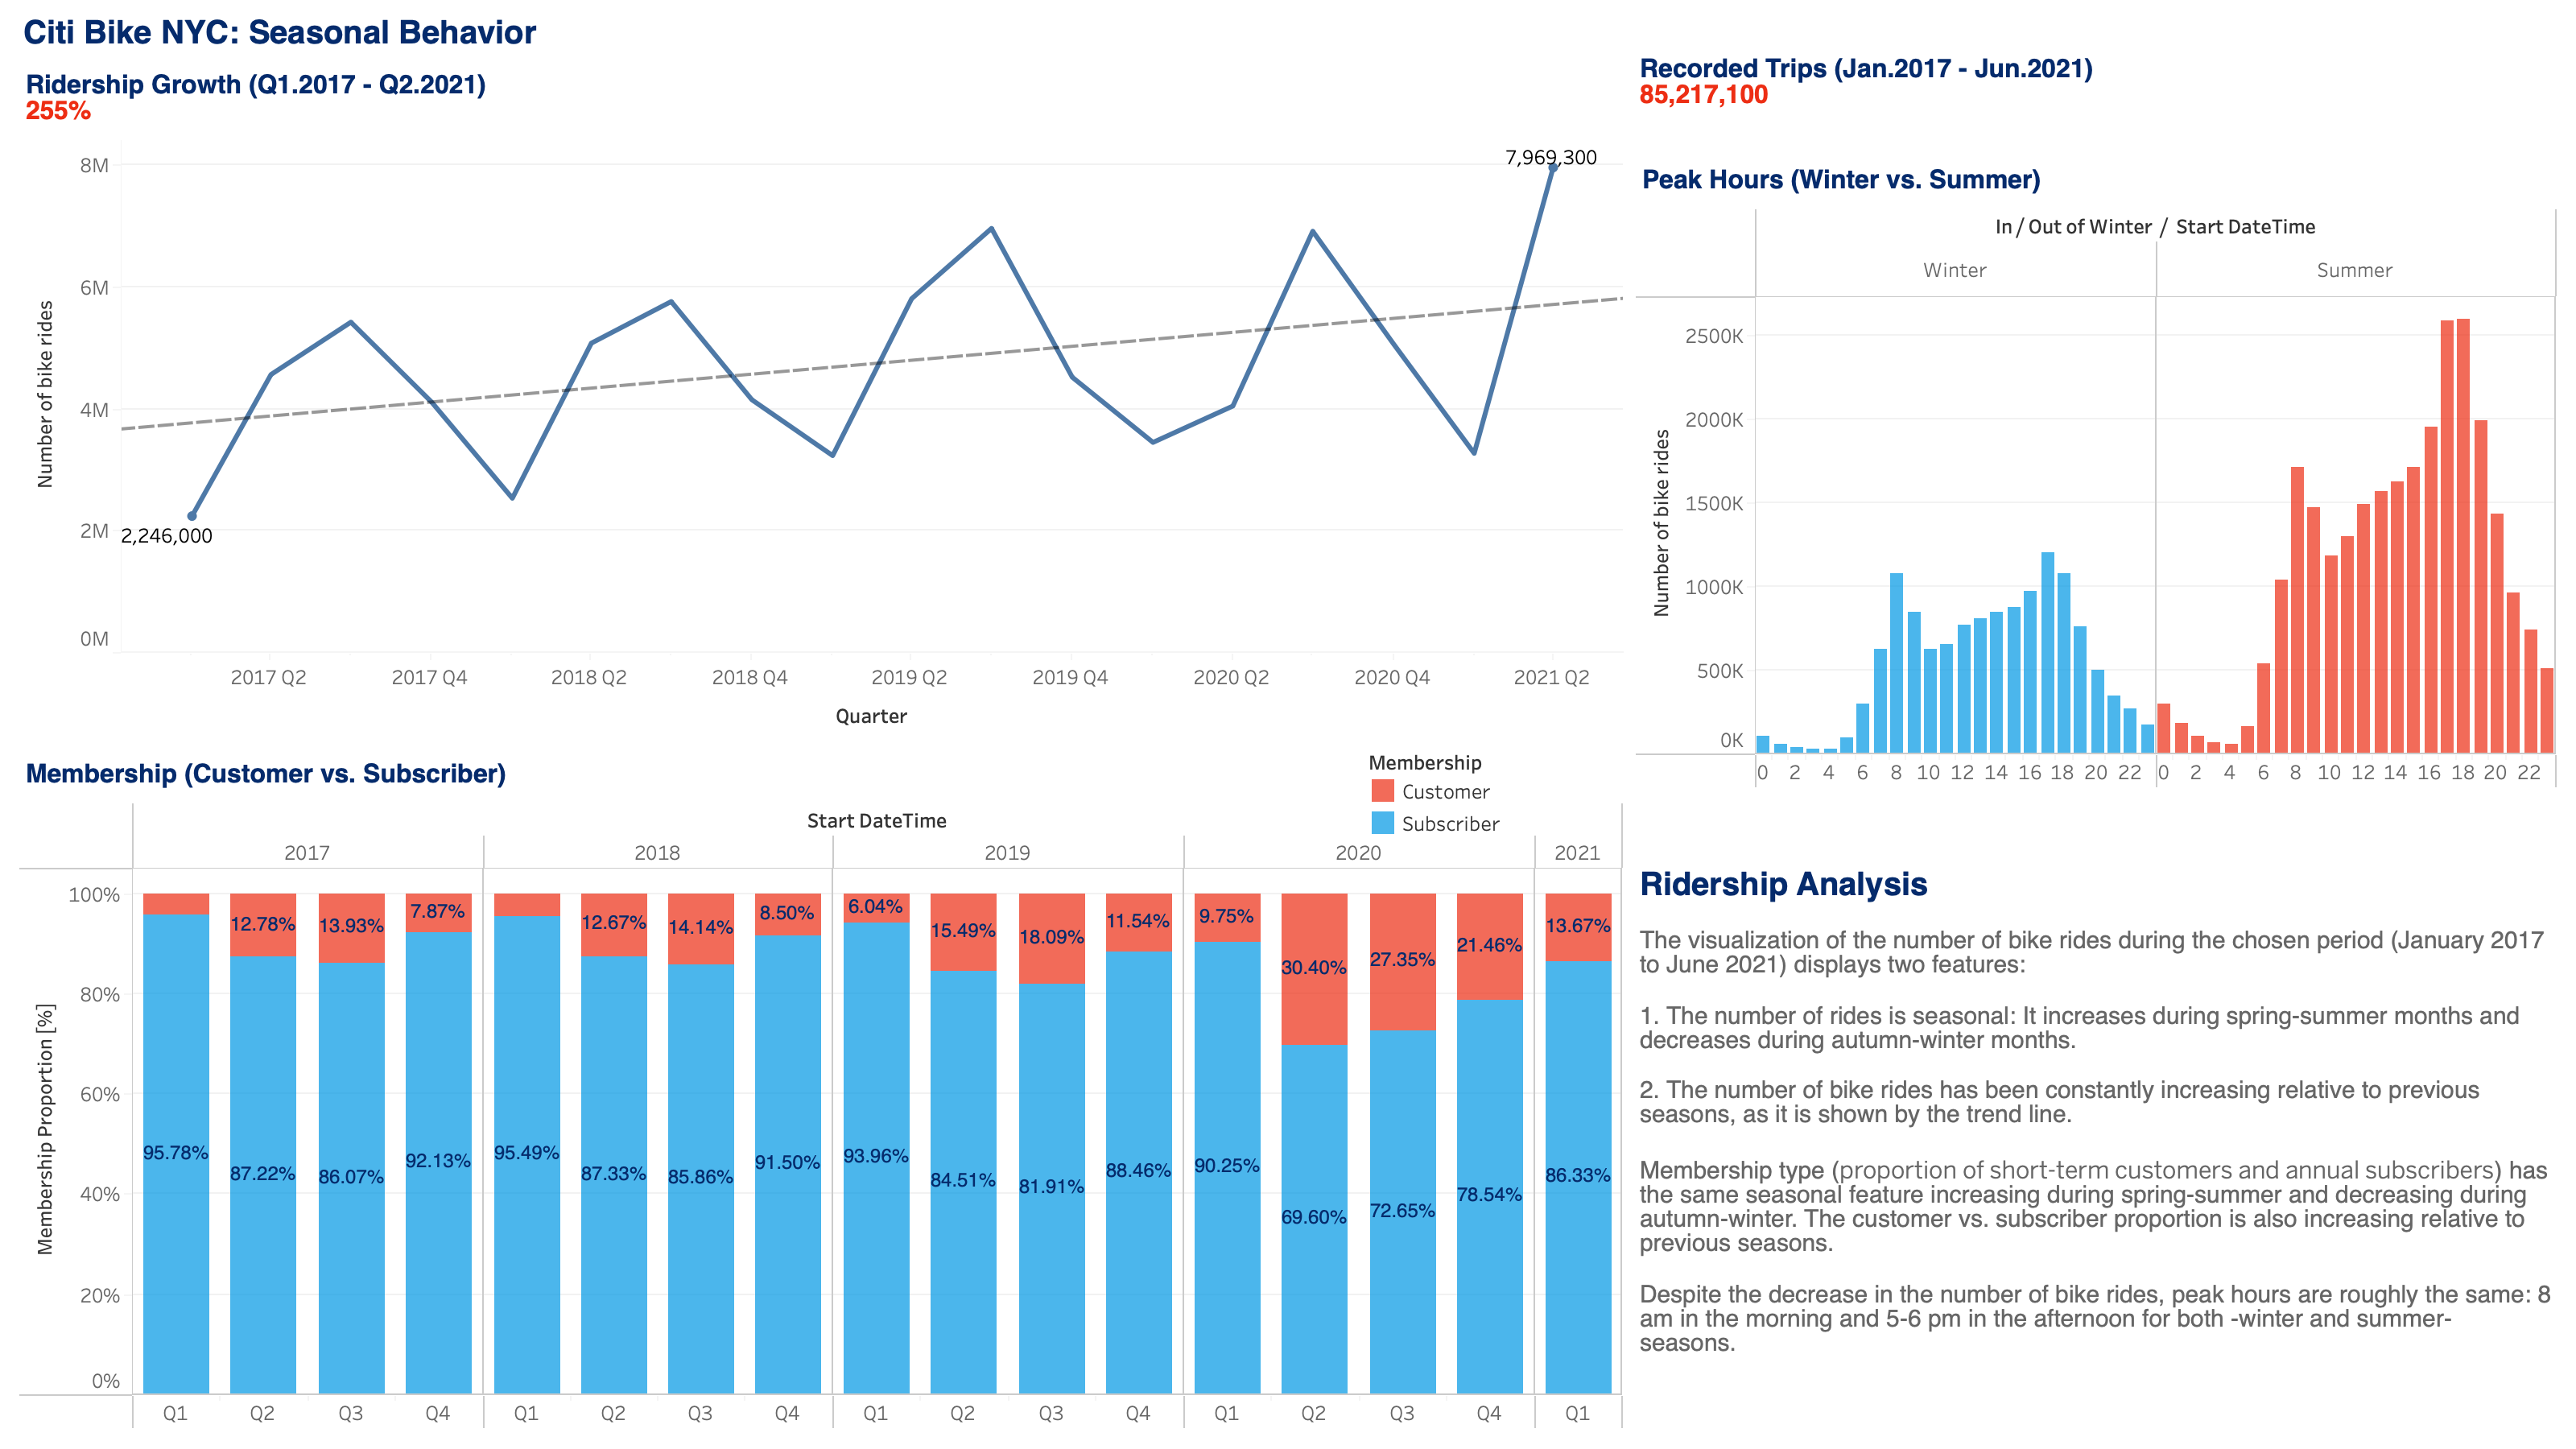 Citi Bike NYC: Seasonal Behavior
Ridership Growth (Q1.2017 - Q2.2021)
255%
8M
6M
4M
2M
0M
Number of bike rides
7,969,300
2,246,000
2017 Q2
2017 Q4
2018 Q2
2018 Q4
2019 Q2
2019 Q4
2020 Q2
2020 Q4
2021 Q2
Quarter
Recorded Trips (Jan.2017 - Jun.2021)
85,217,100
Peak Hours (Winter vs. Summer)
In / Out of Winter / Start DateTime
Winter
Summer
2500K
2000K
1500K
1000K
500K
0K
Number of bike rides
0 2 4 6 8 10 12 14 16 18 20 22
0 2 4 6 8 10 12 14 16 18 20 22
Membership (Customer vs. Subscriber)
Membership
Customer
Subscriber
Start DateTime
2017
2018
2019
2020
2021
100%
80%
60%
40%
20%
0%
Membership Proportion [%]
12.78%
13.93%
7.87%
12.67%
14.14%
8.50%
6.04%
15.49%
18.09%
11.54%
9.75%
30.40%
27.35%
21.46%
13.67%
95.78%
87.22%
86.07%
92.13%
95.49%
87.33%
85.86%
91.50%
93.96%
84.51%
81.91%
88.46%
90.25%
69.60%
72.65%
78.54%
86.33%
Q1 Q2 Q3 Q4
Q1 Q2 Q3 Q4
Q1 Q2 Q3 Q4
Q1 Q2 Q3 Q4
Q1
Ridership Analysis
The visualization of the number of bike rides during the chosen period (January 2017
to June 2021) displays two features:
1. The number of rides is seasonal: It increases during spring-summer months and
decreases during autumn-winter months.
2. The number of bike rides has been constantly increasing relative to previous
seasons, as it is shown by the trend line.
Membership type (proportion of short-term customers and annual subscribers) has
the same seasonal feature increasing during spring-summer and decreasing during
autumn-winter. The customer vs. subscriber proportion is also increasing relative to
previous seasons.
Despite the decrease in the number of bike rides, peak hours are roughly the same: 8
am in the morning and 5-6 pm in the afternoon for both -winter and summer-
seasons.